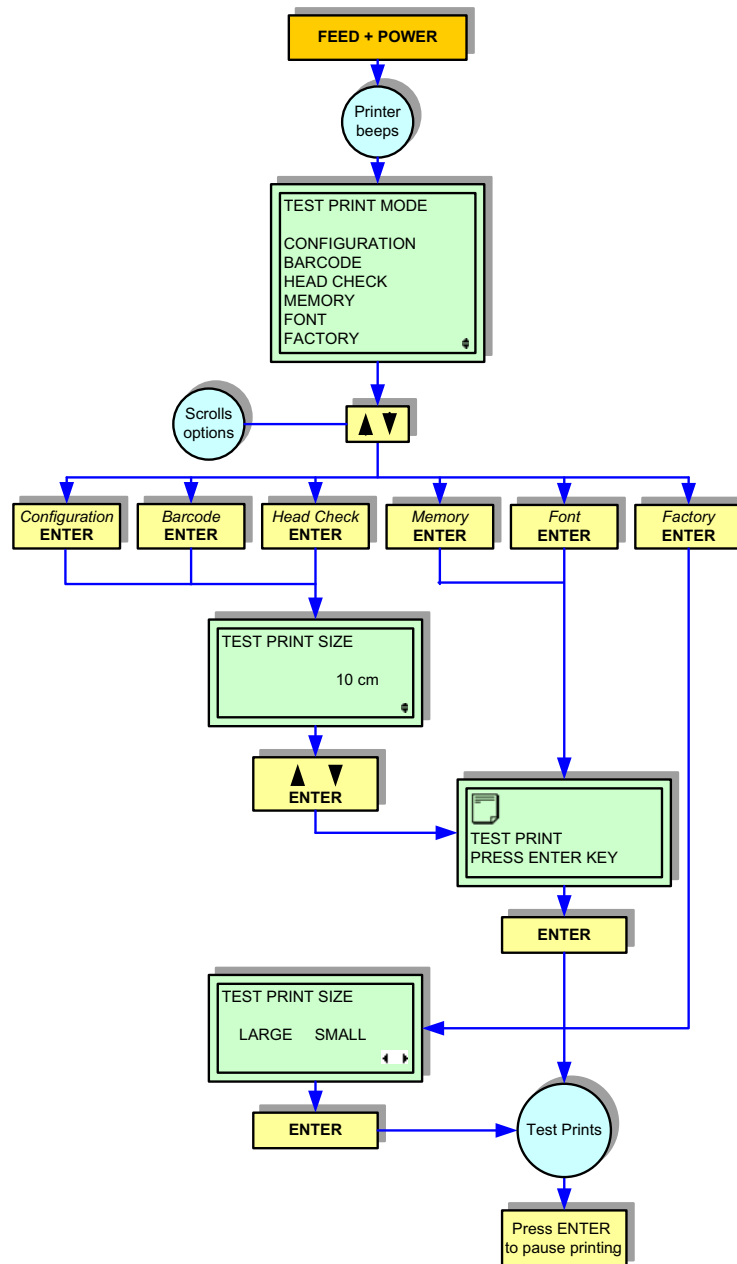 FEED + POWER
Printer
beeps
TEST PRINT MODE
CONFIGURATION
BARCODE
HEAD CHECK
MEMORY
FONT
FACTORY
Scrolls
options
Configuration
ENTER
Barcode
ENTER
Head Check
ENTER
Memory
ENTER
Font
ENTER
Factory
ENTER
TEST PRINT SIZE
10 cm
ENTER
TEST PRINT
PRESS ENTER KEY
ENTER
TEST PRINT SIZE
LARGE SMALL
ENTER
Test Prints
Press ENTER
to pause printing